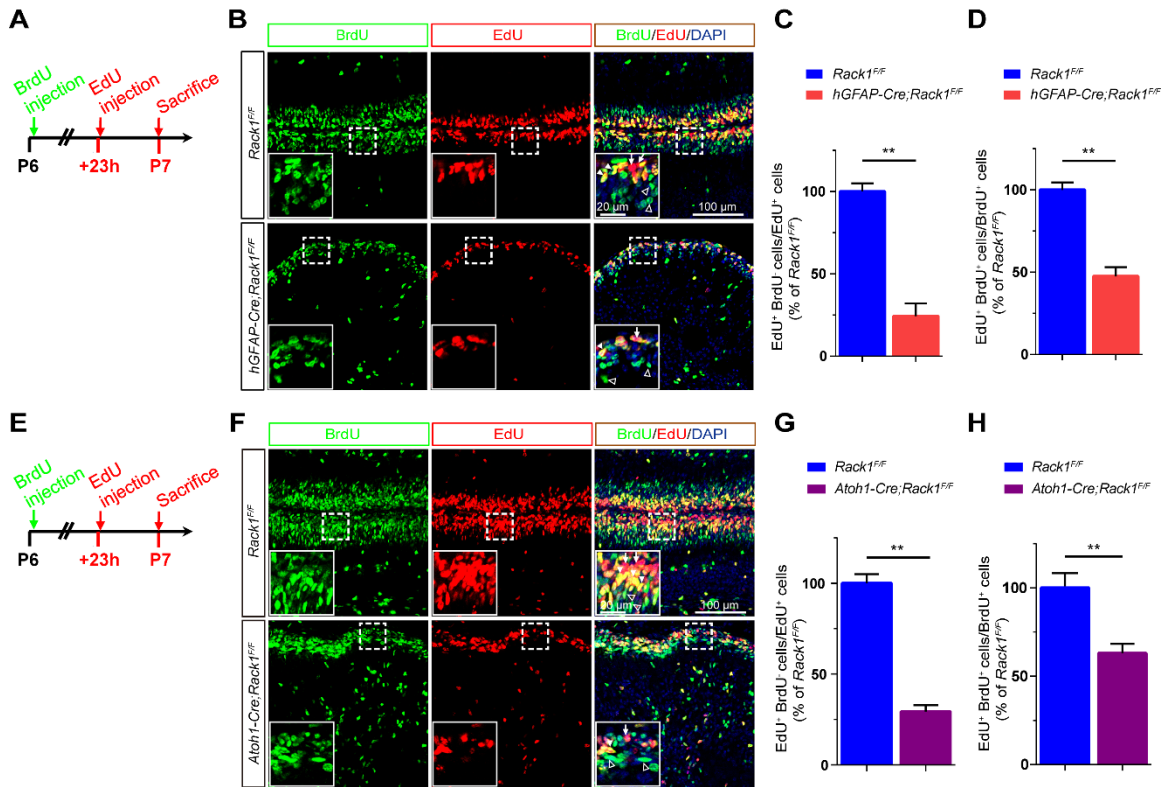 A
BrdU injection
EdU injection
Sacrifice
P6
+23h
P7
B
BrdU
EdU
BrdU/EdU/DAPI
Rack1F/F
20 μm
100 μm
hGFAP-Cre;Rack1F/F
C
Rack1F/F
hGFAP-Cre;Rack1F/F
**
100
50
0
EdU+ BrdU- cells/EdU+ cells
(% of Rack1F/F)
D
Rack1F/F
hGFAP-Cre;Rack1F/F
**
100
50
0
EdU+ BrdU+ cells/BrdU+ cells
(% of Rack1F/F)
E
BrdU injection
EdU injection
Sacrifice
P6
+23h
P7
F
BrdU
EdU
BrdU/EdU/DAPI
Rack1F/F
100 μm
Atoh1-Cre;Rack1F/F
G
Rack1F/F
Atoh1-Cre;Rack1F/F
**
100
50
0
EdU+ BrdU- cells/EdU+ cells
(% of Rack1F/F)
H
Rack1F/F
Atoh1-Cre;Rack1F/F
**
100
50
0
EdU+ BrdU- cells/BrdU+ cells
(% of Rack1F/F)